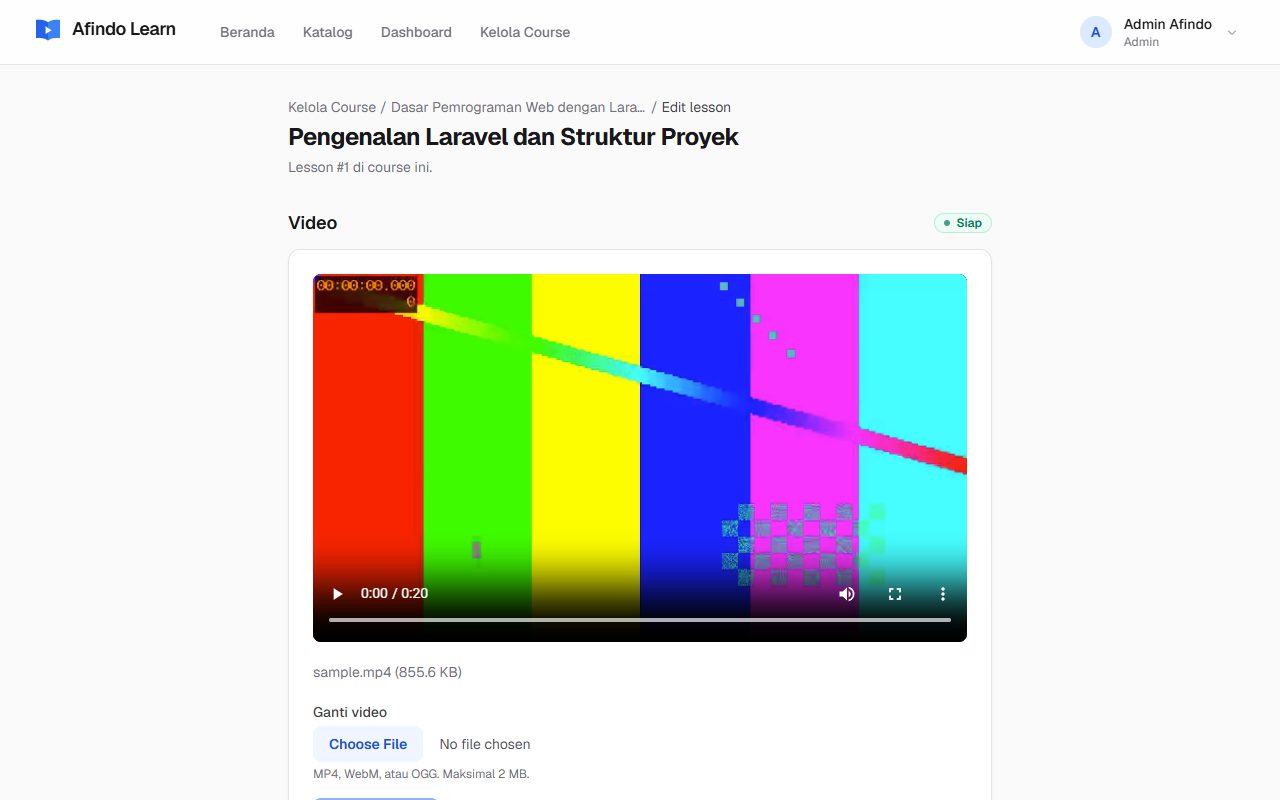 Afindo Learn
Beranda
Katalog
Dashboard
Kelola Course
A
Admin Afindo
Admin
Kelola Course / Dasar Pemrograman Web dengan Lara… / Edit lesson
Pengenalan Laravel dan Struktur Proyek
Lesson #1 di course ini.
Video
Siap
00:00:00.000
0
0:00 / 0:20
sample.mp4 (855.6 KB)
Ganti video
Choose File
No file chosen
MP4, WebM, atau OGG. Maksimal 2 MB.